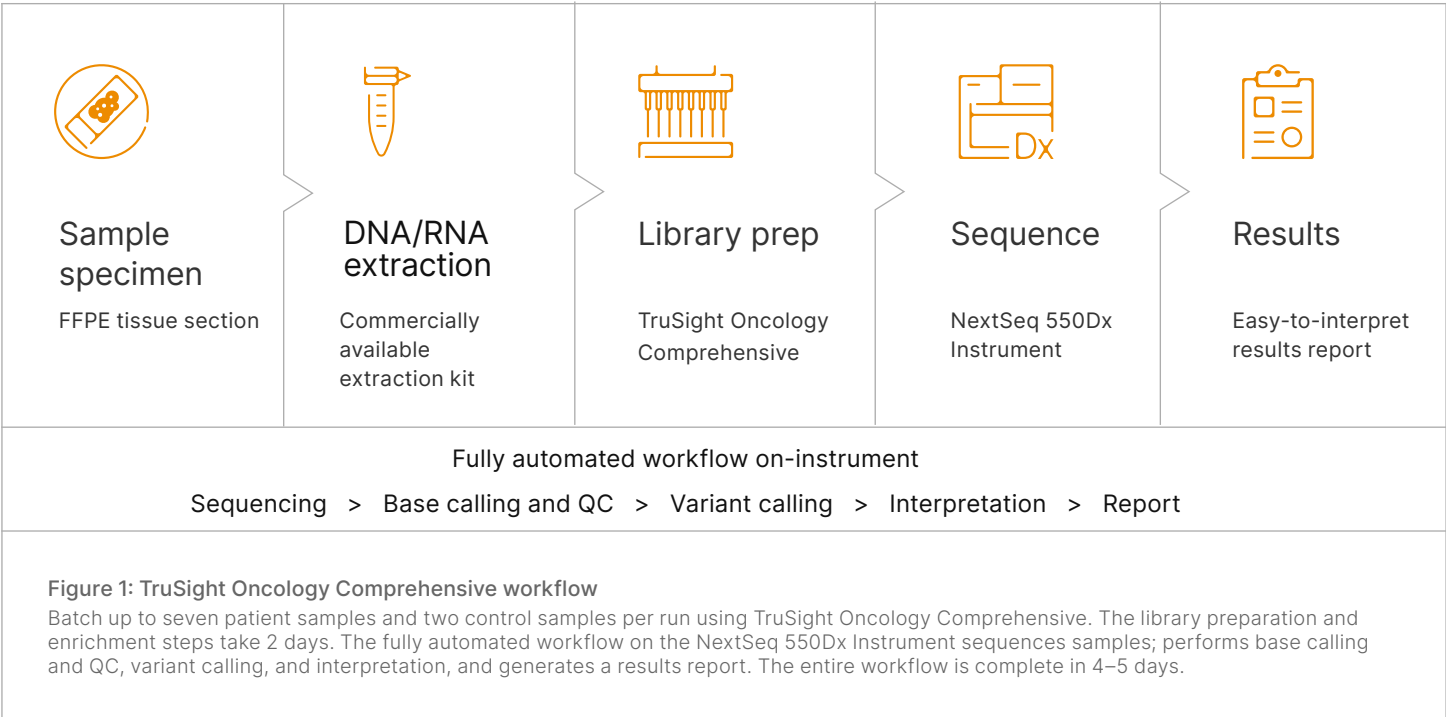 Dx
Sample
specimen
FFPE tissue section
DNA/RNA
extraction
Commercially
available
extraction kit
Library prep
TruSight Oncology
Comprehensive
Sequence
NextSeq 550Dx
Instrument
Results
Easy-to-interpret
results report
Fully automated workflow on-instrument
Sequencing > Base calling and QC > Variant calling > Interpretation > Report
Figure 1: TruSight Oncology Comprehensive workflow
Batch up to seven patient samples and two control samples per run using TruSight Oncology Comprehensive. The library preparation and
enrichment steps take 2 days. The fully automated workflow on the NextSeq 550Dx Instrument sequences samples; performs base calling
and QC, variant calling, and interpretation, and generates a results report. The entire workflow is complete in 4–5 days.